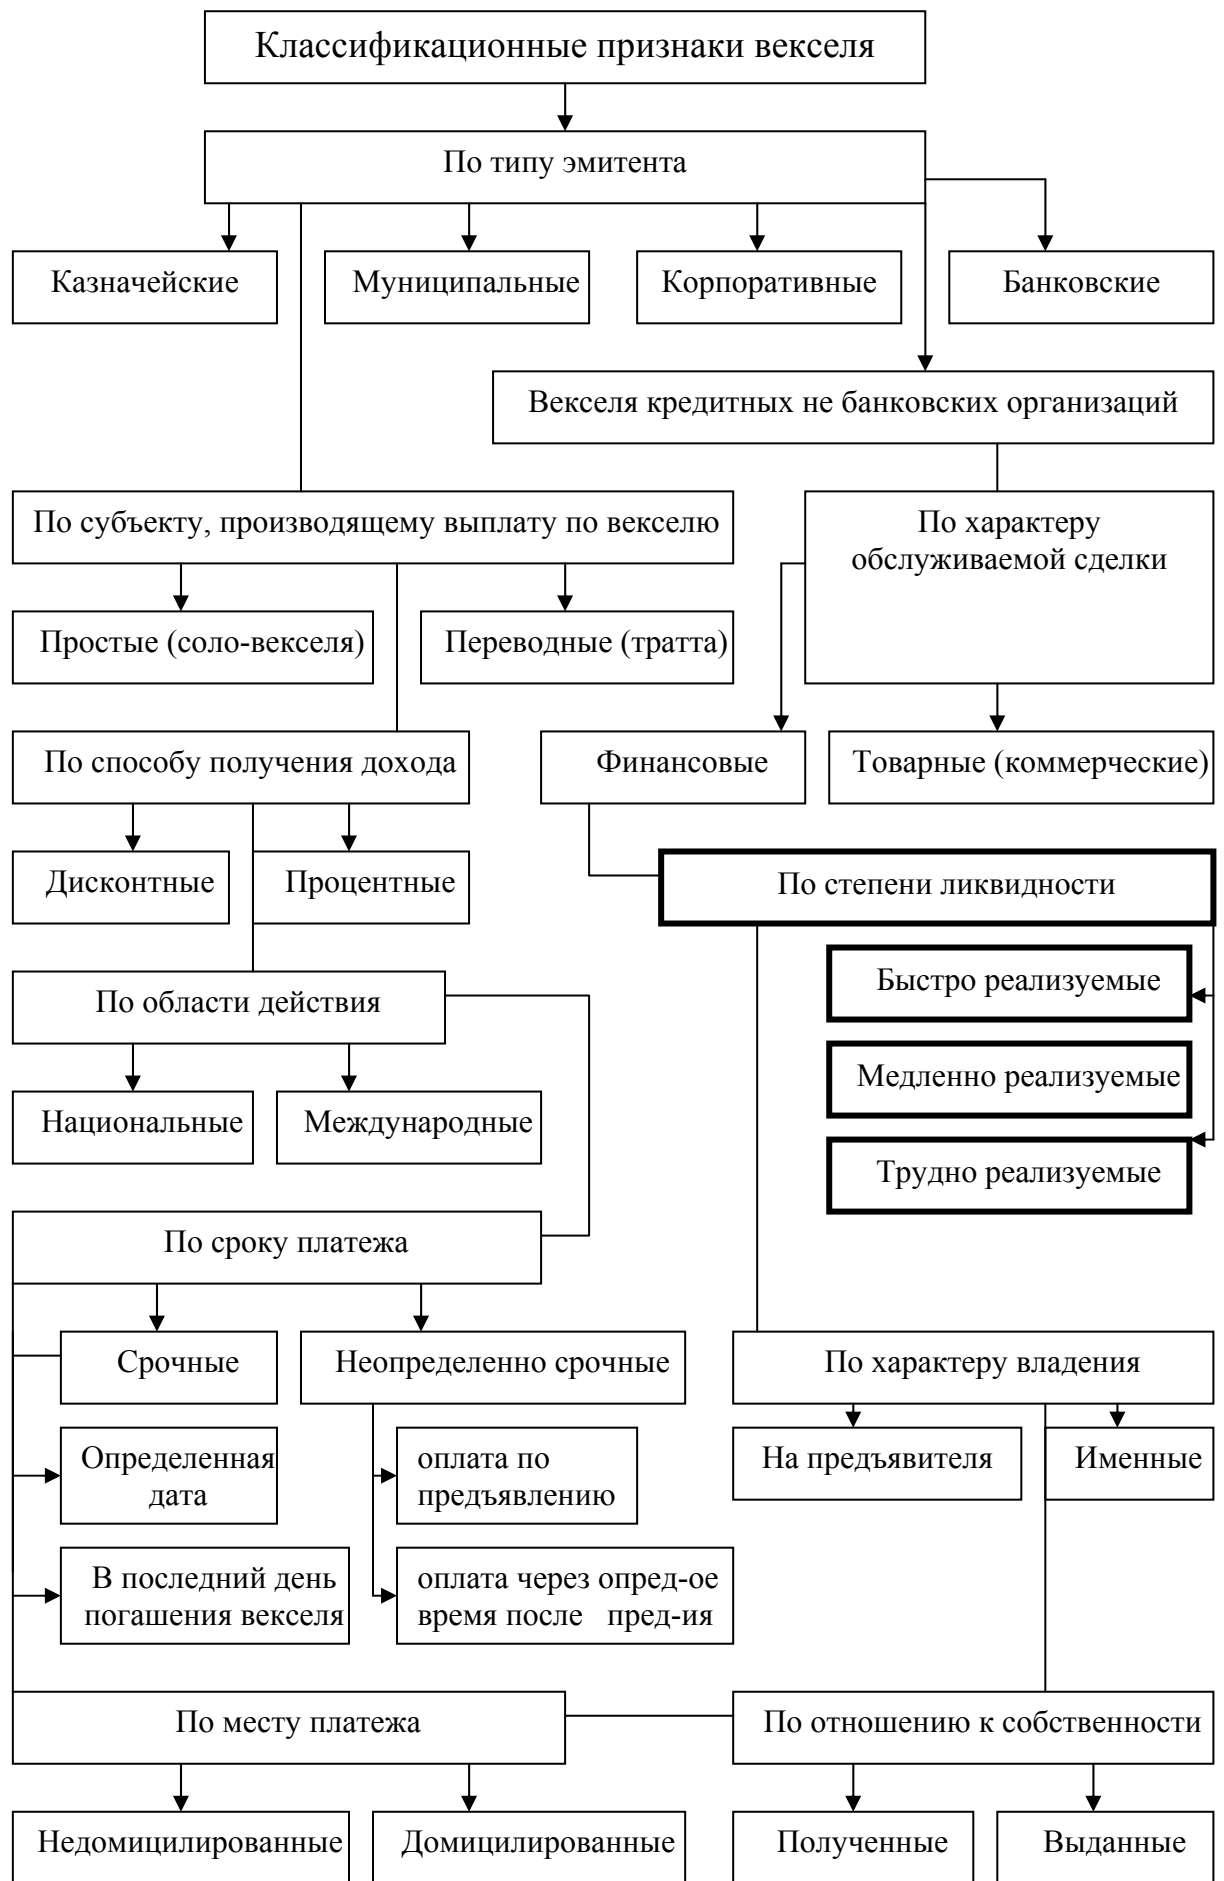 Классификационные признаки векселя
По типу эмитента
Казначейские
Муниципальные
Корпоративные
Банковские
Векселя кредитных не банковских организаций
По субъекту, производящему выплату по векселю
По характеру
обслуживаемой сделки
Простые (соло-векселя)
Переводные (тратта)
По способу получения дохода
Финансовые
Товарные (коммерческие)
Дисконтные
Процентные
По степени ликвидности
Быстро реализуемые
По области действия
Медленно реализуемые
Национальные
Международные
Трудно реализуемые
По сроку платежа
Срочные
Неопределенно срочные
По характеру владения
Определенная
дата
оплата по
предъявлению
На предъявителя
Именные
В последний день
погашения векселя
оплата через опред-ое
время после пред-ия
По месту платежа
По отношению к собственности
Недомицилированные
Домицилированные
Полученные
Выданные